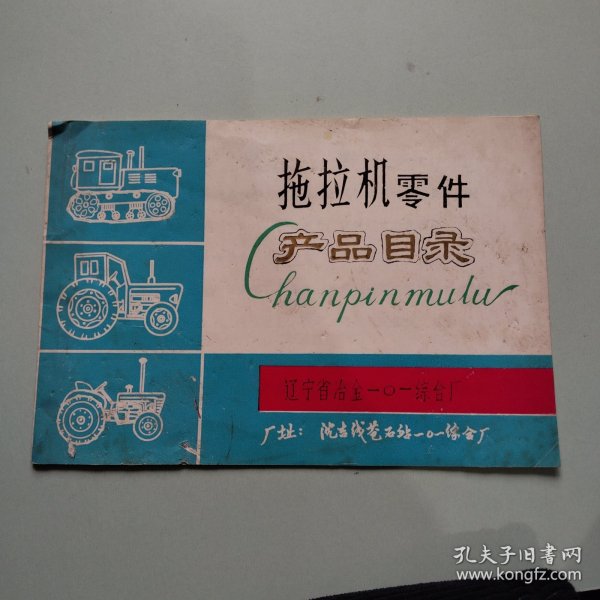 拖拉机零件
产品目录
Chanpinmulu
辽宁省冶金一〇一综合厂
厂址：沈吉线苍石站一〇一综合厂
孔夫子旧书网
www.kongfz.com